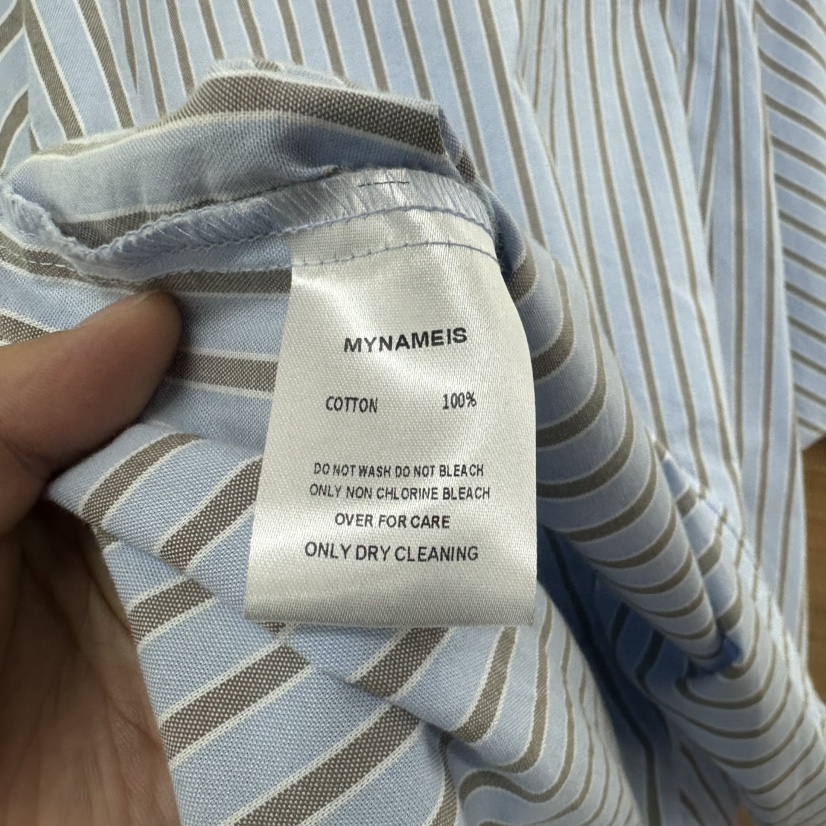 MYNAMEIS
COTTON 100%
DO NOT WASH DO NOT BLEACH
ONLY NON CHLORINE BLEACH
OVER FOR CARE
ONLY DRY CLEANING